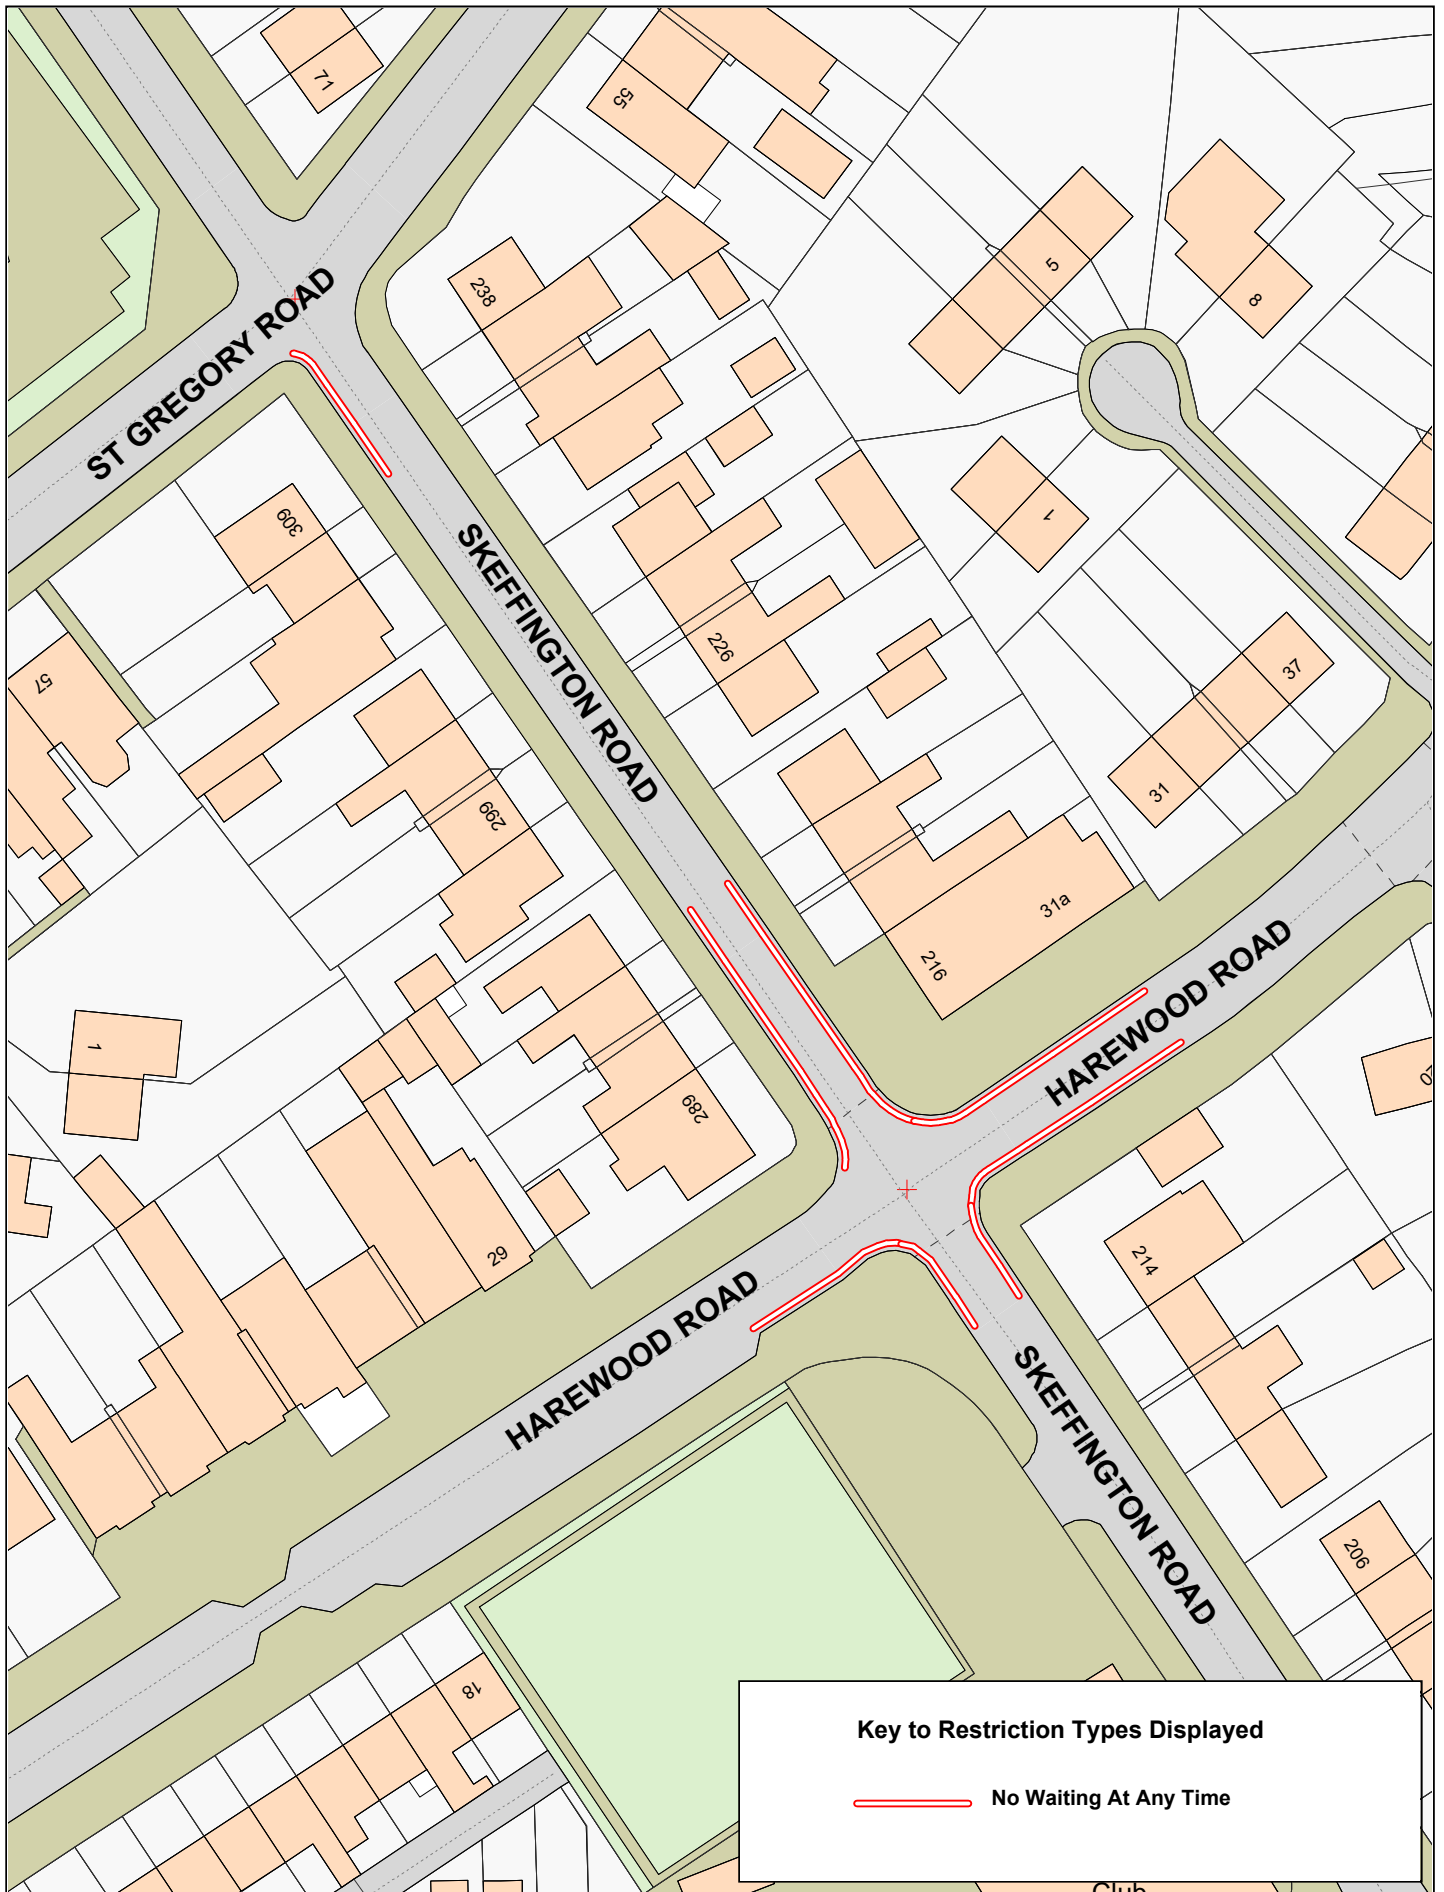 71
55
238
5
8
ST GREGORY ROAD
309
1
SKEFFINGTON ROAD
226
57
37
31
299
31a
216
HAREWOOD ROAD
1
289
20
214
29
HAREWOOD ROAD
SKEFFINGTON ROAD
206
18
Key to Restriction Types Displayed
No Waiting At Any Time
Club